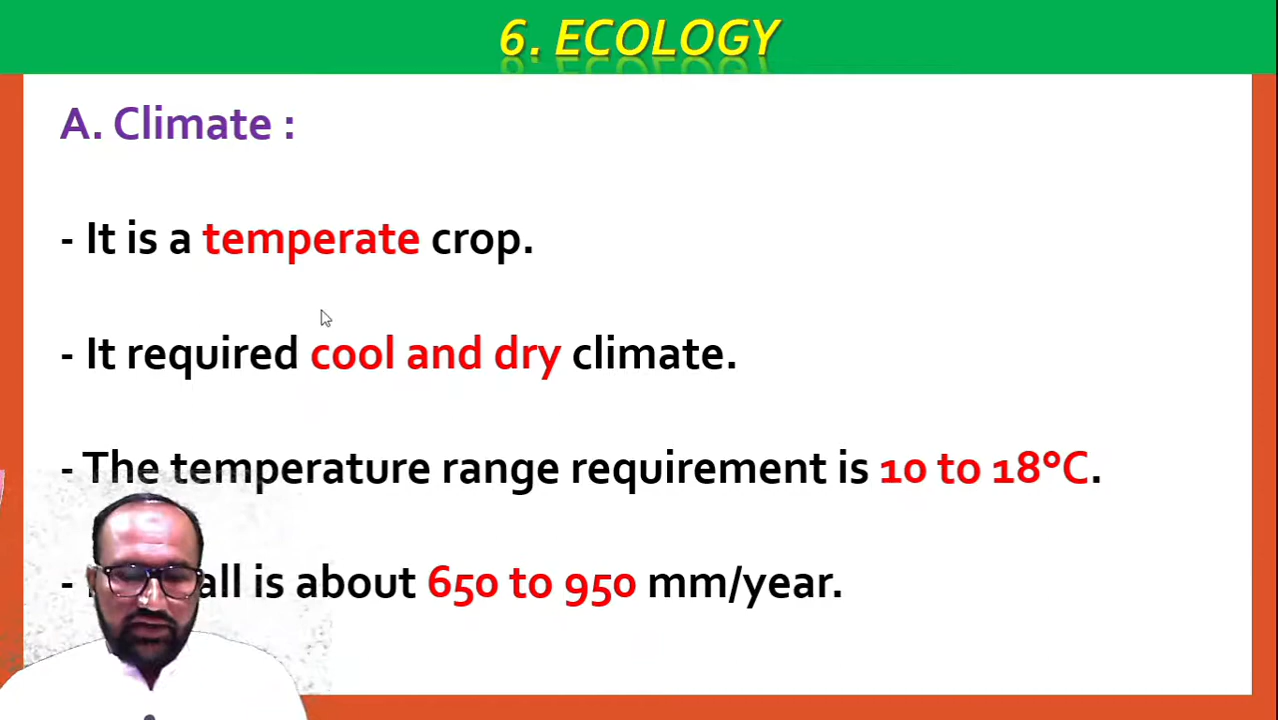 6. ECOLOGY
A. Climate :
- It is a temperate crop.
- It required cool and dry climate.
- The temperature range requirement is 10 to 18°C.
- is about 650 to 950 mm/year.